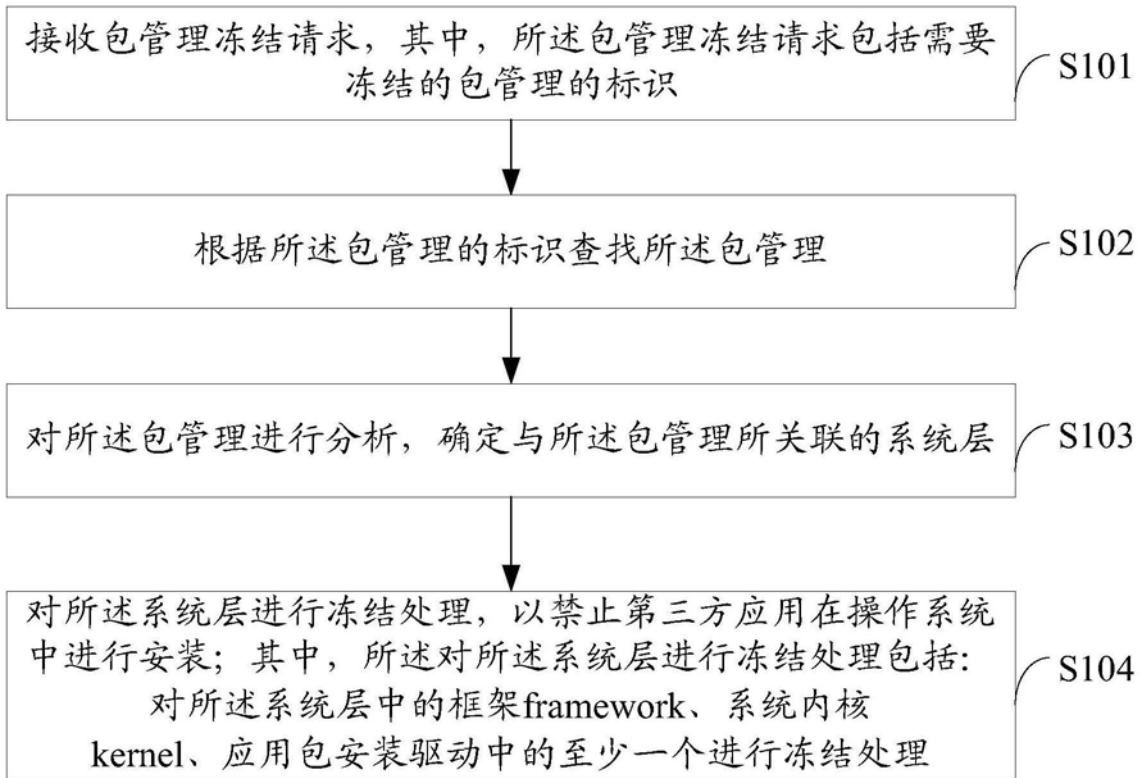 接收包管理冻结请求，其中，所述包管理冻结请求包括需要
冻结的包管理的标识
S101
根据所述包管理的标识查找所述包管理
S102
对所述包管理进行分析，确定与所述包管理所关联的系统层
S103
对所述系统层进行冻结处理，以禁止第三方应用在操作系统
中进行安装；其中，所述对所述系统层进行冻结处理包括：
对所述系统层中的框架framework、系统内核
kernel、应用包安装驱动中的至少一个进行冻结处理
S104